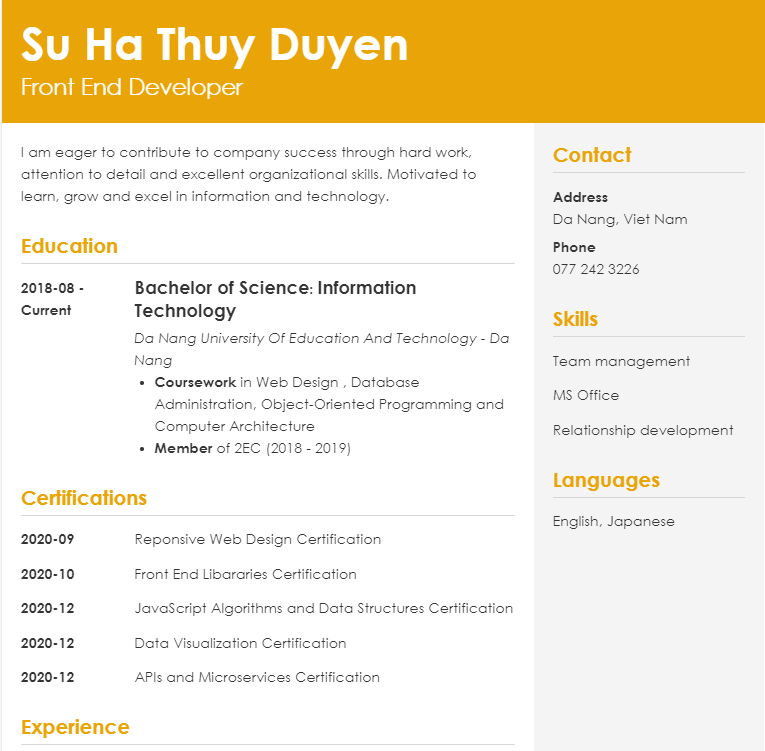 Su Ha Thuy Duyen
Front End Developer
I am eager to contribute to company success through hard work,
attention to detail and excellent organizational skills. Motivated to
learn, grow and excel in information and technology.
Education
2018-08 -
Current
Bachelor of Science: Information
Technology
Da Nang University Of Education And Technology - Da
Nang
• Coursework in Web Design , Database
Administration, Object-Oriented Programming and
Computer Architecture
• Member of 2EC (2018 - 2019)
Certifications
2020-09 Reponsive Web Design Certification
2020-10 Front End Libararies Certification
2020-12 JavaScript Algorithms and Data Structures Certification
2020-12 Data Visualization Certification
2020-12 APIs and Microservices Certification
Experience
Contact
Address
Da Nang, Viet Nam
Phone
077 242 3226
Skills
Team management
MS Office
Relationship development
Languages
English, Japanese